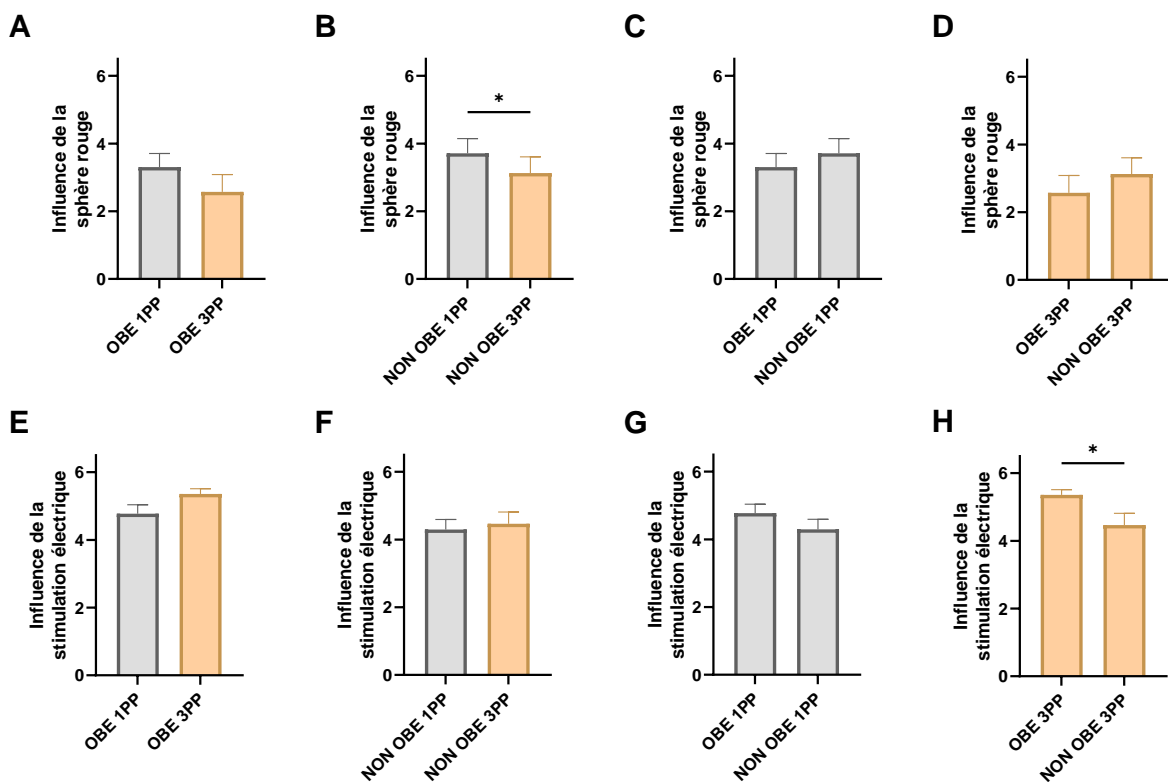 A
Influence de la
sphère rouge
6
4
2
0
OBE 1PP
OBE 3PP
B
Influence de la
sphère rouge
6
4
2
0
*
NON OBE 1PP
NON OBE 3PP
C
Influence de la
sphère rouge
6
4
2
0
OBE 1PP
NON OBE 1PP
D
Influence de la
sphère rouge
6
4
2
0
OBE 3PP
NON OBE 3PP
E
Influence de la
stimulation électrique
6
4
2
0
OBE 1PP
OBE 3PP
F
Influence de la
stimulation électrique
6
4
2
0
NON OBE 1PP
NON OBE 3PP
G
Influence de la
stimulation électrique
6
4
2
0
OBE 1PP
NON OBE 1PP
H
Influence de la
stimulation électrique
6
4
2
0
*
OBE 3PP
NON OBE 3PP